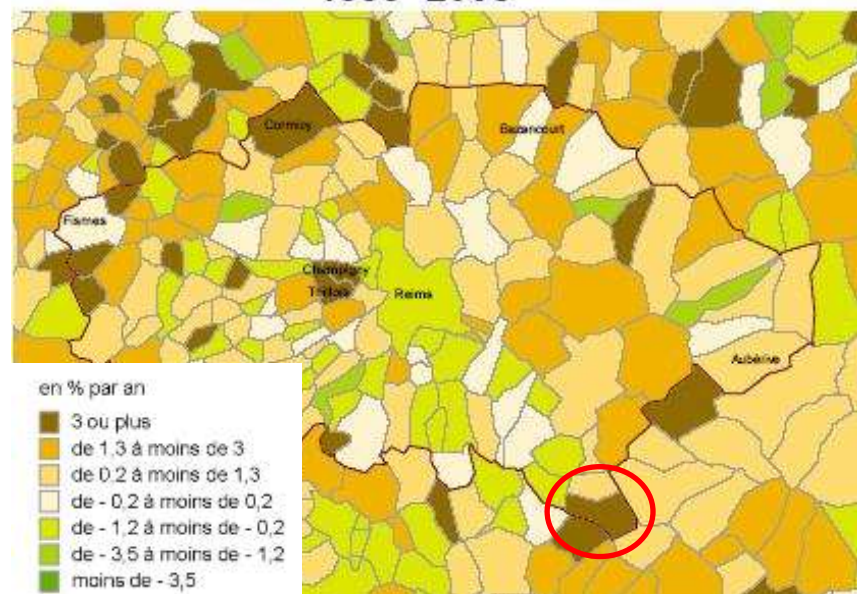 Cormicy
Bazancourt
Fismes
Champigny
Thillois
Reims
Aubérive
en % par an
3 ou plus
de 1,3 à moins de 3
de 0,2 à moins de 1,3
de - 0,2 à moins de 0,2
de - 1,2 à moins de - 0,2
de - 3,5 à moins de - 1,2
moins de - 3,5